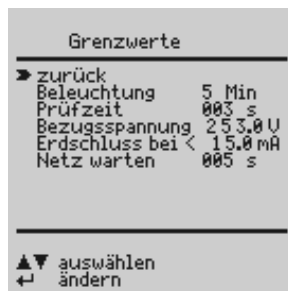 Grenzwerte
zurück
Beleuchtung 5 Min
Prüfzeit 003 s
Bezugsspannung 253.0 V
Erdschluss bei < 15.0 mA
Netz warten 005 s
▲▼ auswählen
↵ ändern